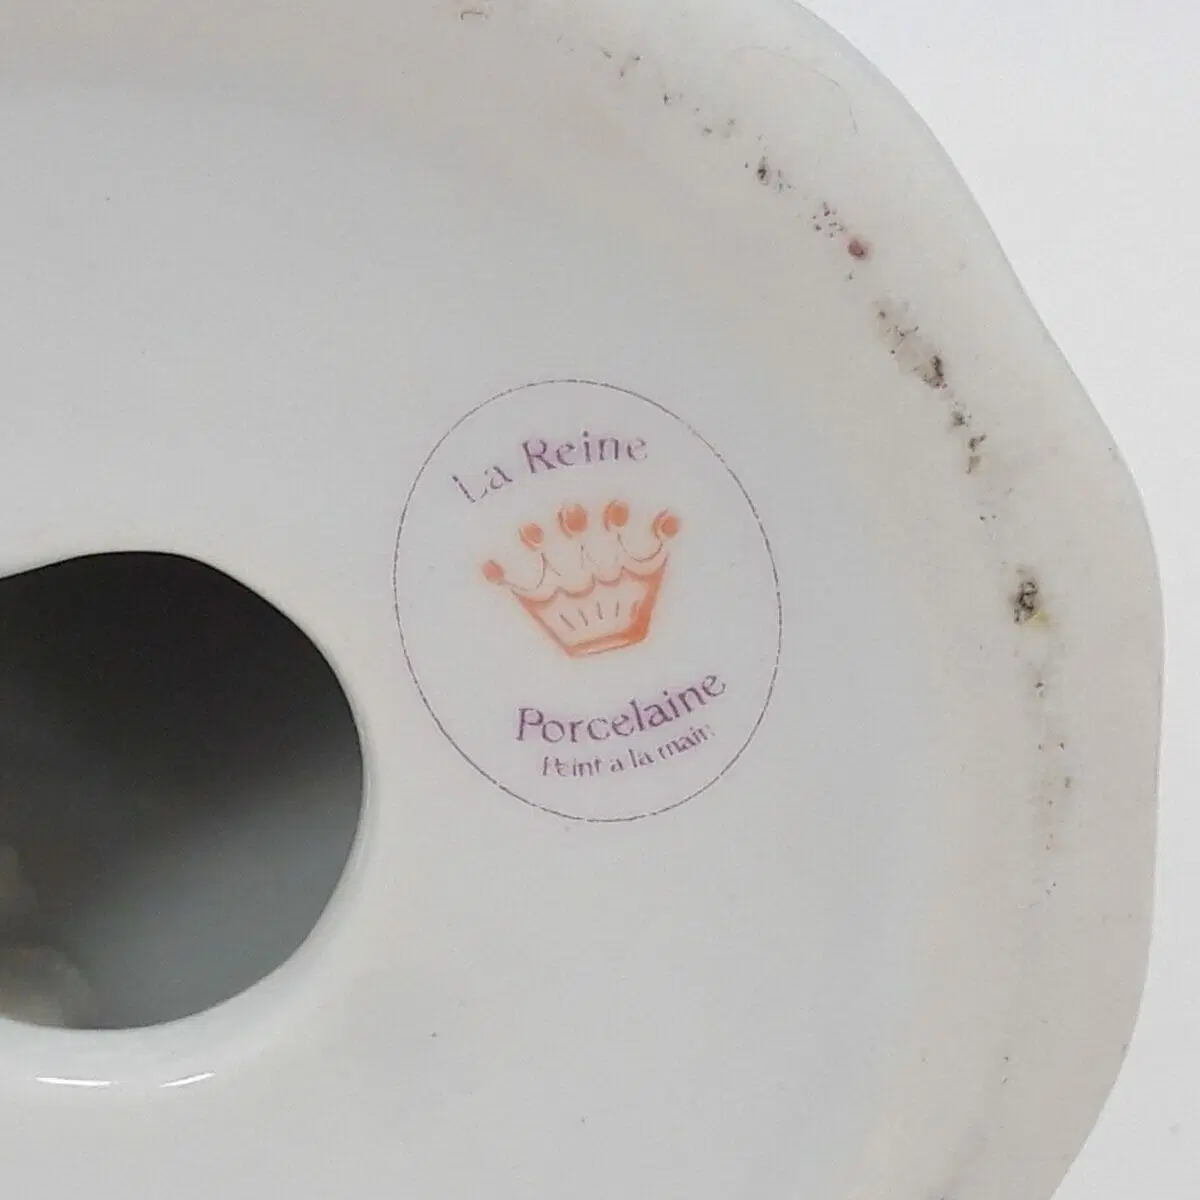 La Reine
Porcelaine
Peint a la main